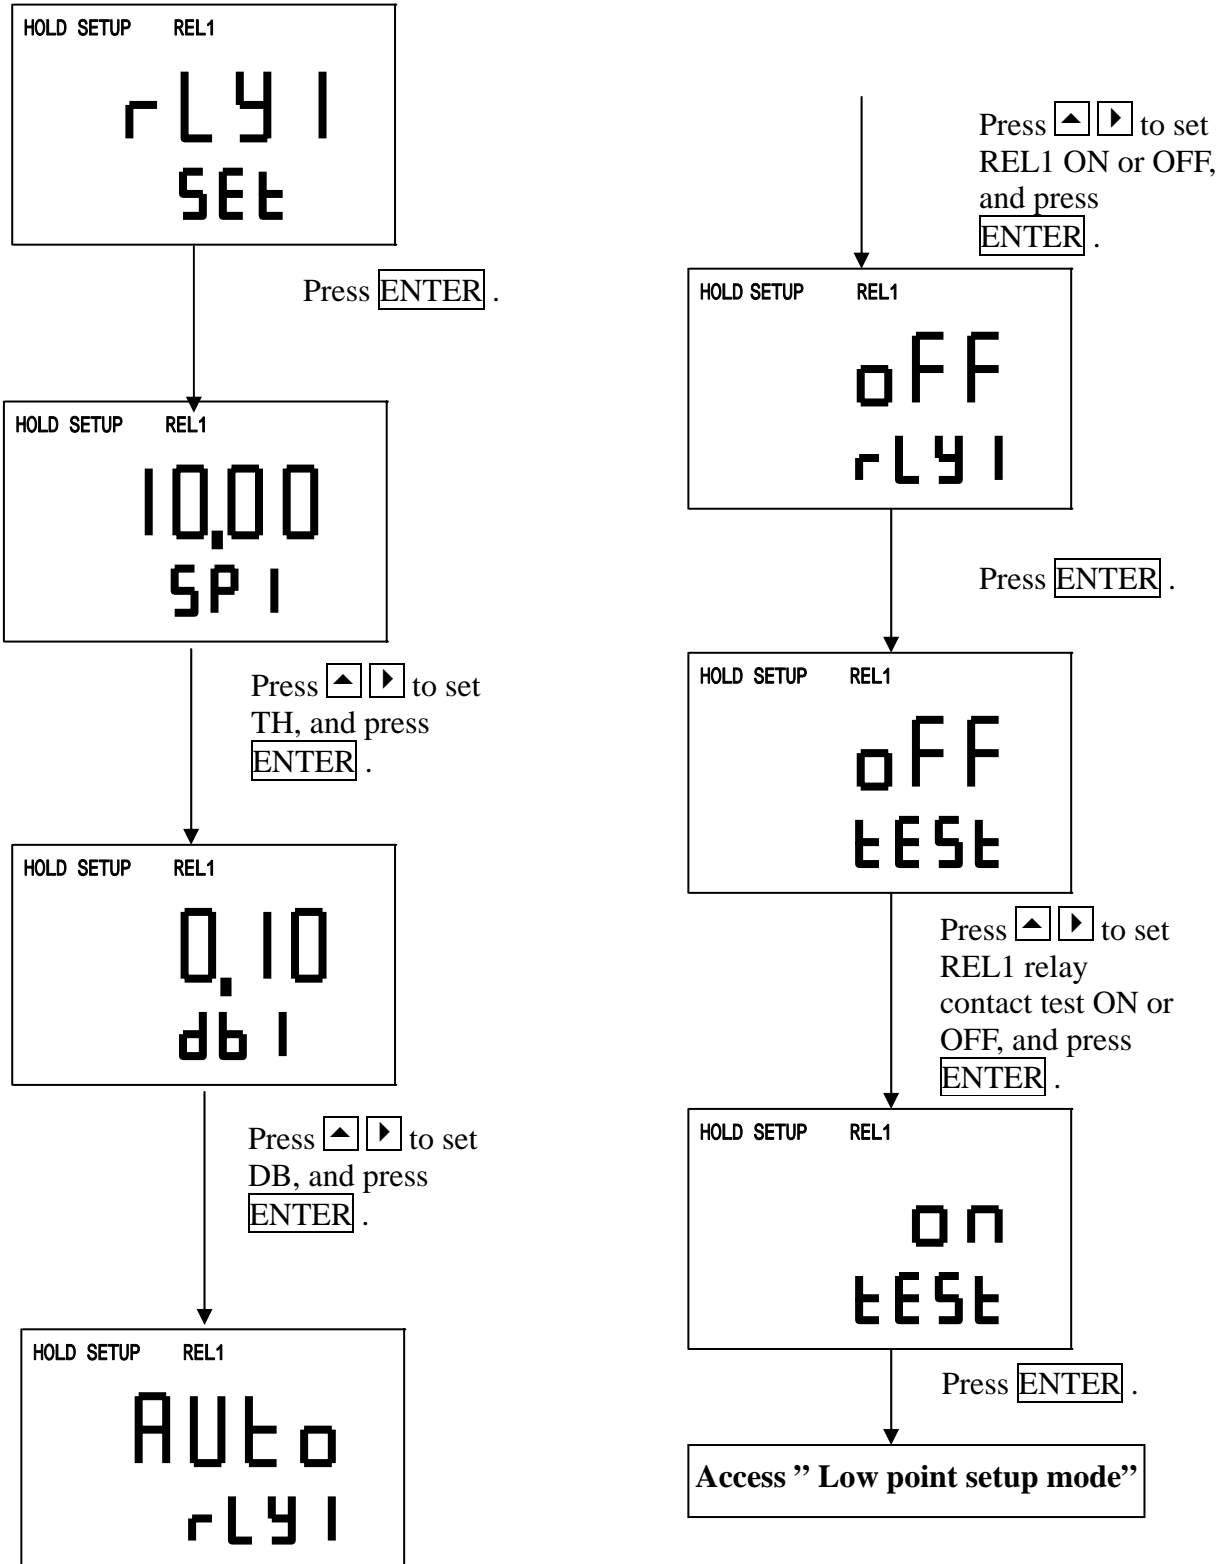 HOLD SETUP REL1
rLY1
SEt
Press ENTER .
HOLD SETUP REL1
10.00
SP1
Press to set
TH, and press
ENTER .
HOLD SETUP REL1
0.10
db1
Press to set
DB, and press
ENTER .
HOLD SETUP REL1
AUto
rLY1
Press to set
REL1 ON or OFF,
and press
ENTER .
HOLD SETUP REL1
oFF
rLY1
Press ENTER .
HOLD SETUP REL1
oFF
tESt
Press to set
REL1 relay
contact test ON or
OFF, and press
ENTER .
HOLD SETUP REL1
on
tESt
Press ENTER .
Access ” Low point setup mode”